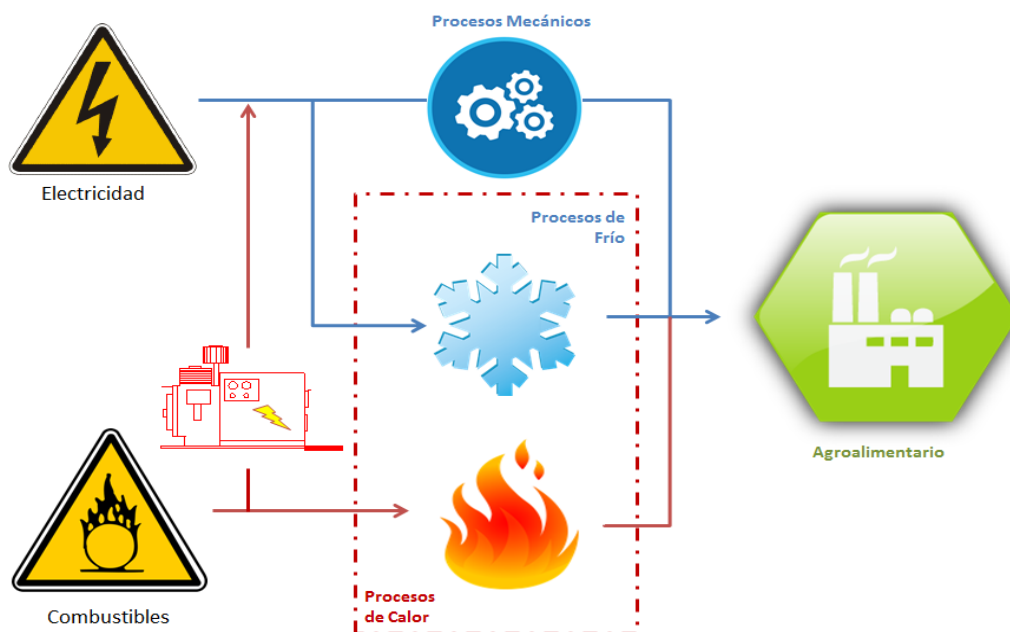 Procesos Mecánicos
Electricidad
Procesos de
Frío
Agroalimentario
Procesos
de Calor
Combustibles